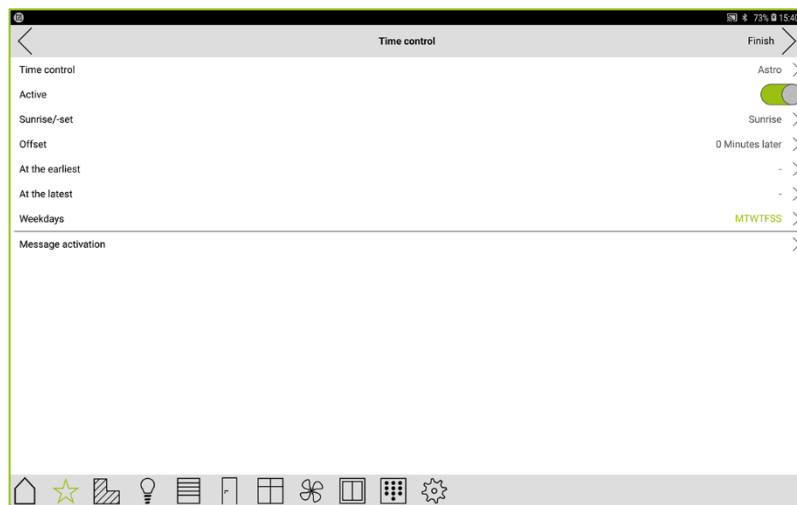 73% 15:40
Time control Finish
Time control Astro
Active
Sunrise/-set Sunrise
Offset 0 Minutes later
At the earliest -
At the latest -
Weekdays MTWTFSS
Message activation